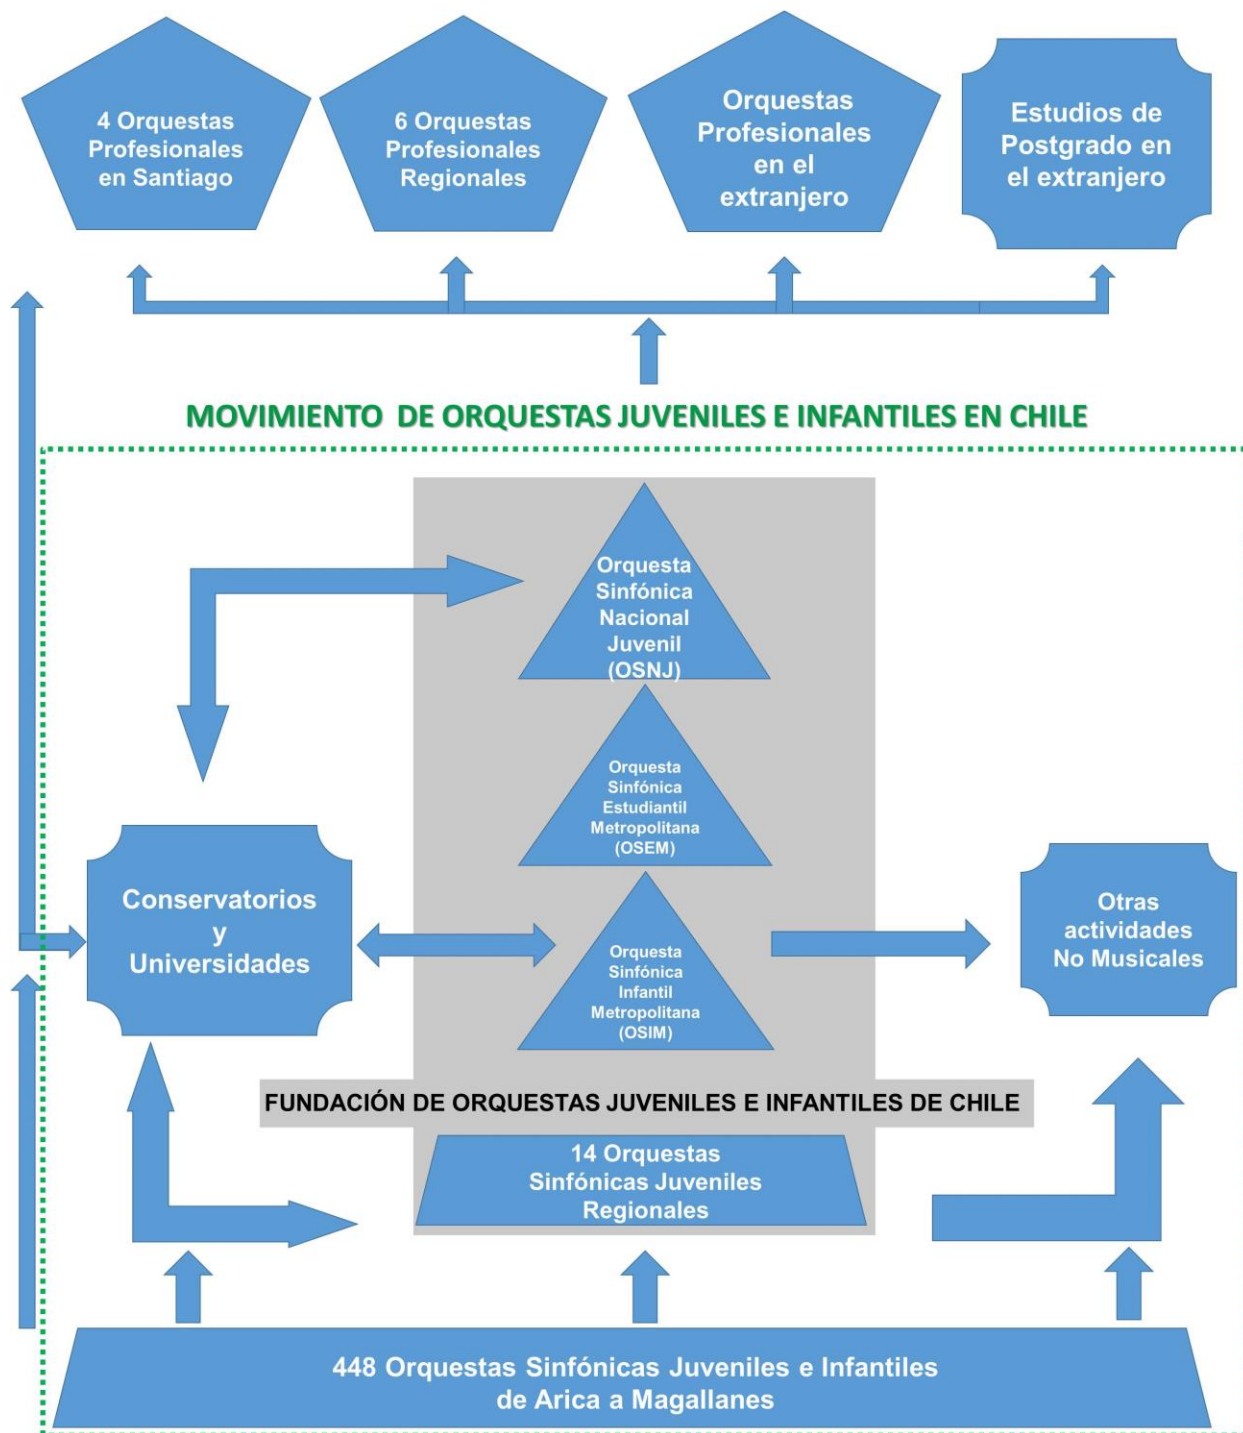 4 Orquestas
Profesionales
en Santiago
6 Orquestas
Profesionales
Regionales
Orquestas
Profesionales
en el
extranjero
Estudios de
Postgrado en
el extranjero
MOVIMIENTO DE ORQUESTAS JUVENILES E INFANTILES EN CHILE
Orquesta
Sinfónica
Nacional
Juvenil
(OSNJ)
Orquesta
Sinfónica
Estudiantil
Metropolitana
(OSEM)
Conservatorios
y
Universidades
Orquesta
Sinfónica
Infantil
Metropolitana
(OSIM)
Otras
actividades
No Musicales
FUNDACIÓN DE ORQUESTAS JUVENILES E INFANTILES DE CHILE
14 Orquestas
Sinfónicas Juveniles
Regionales
448 Orquestas Sinfónicas Juveniles e Infantiles
de Arica a Magallanes